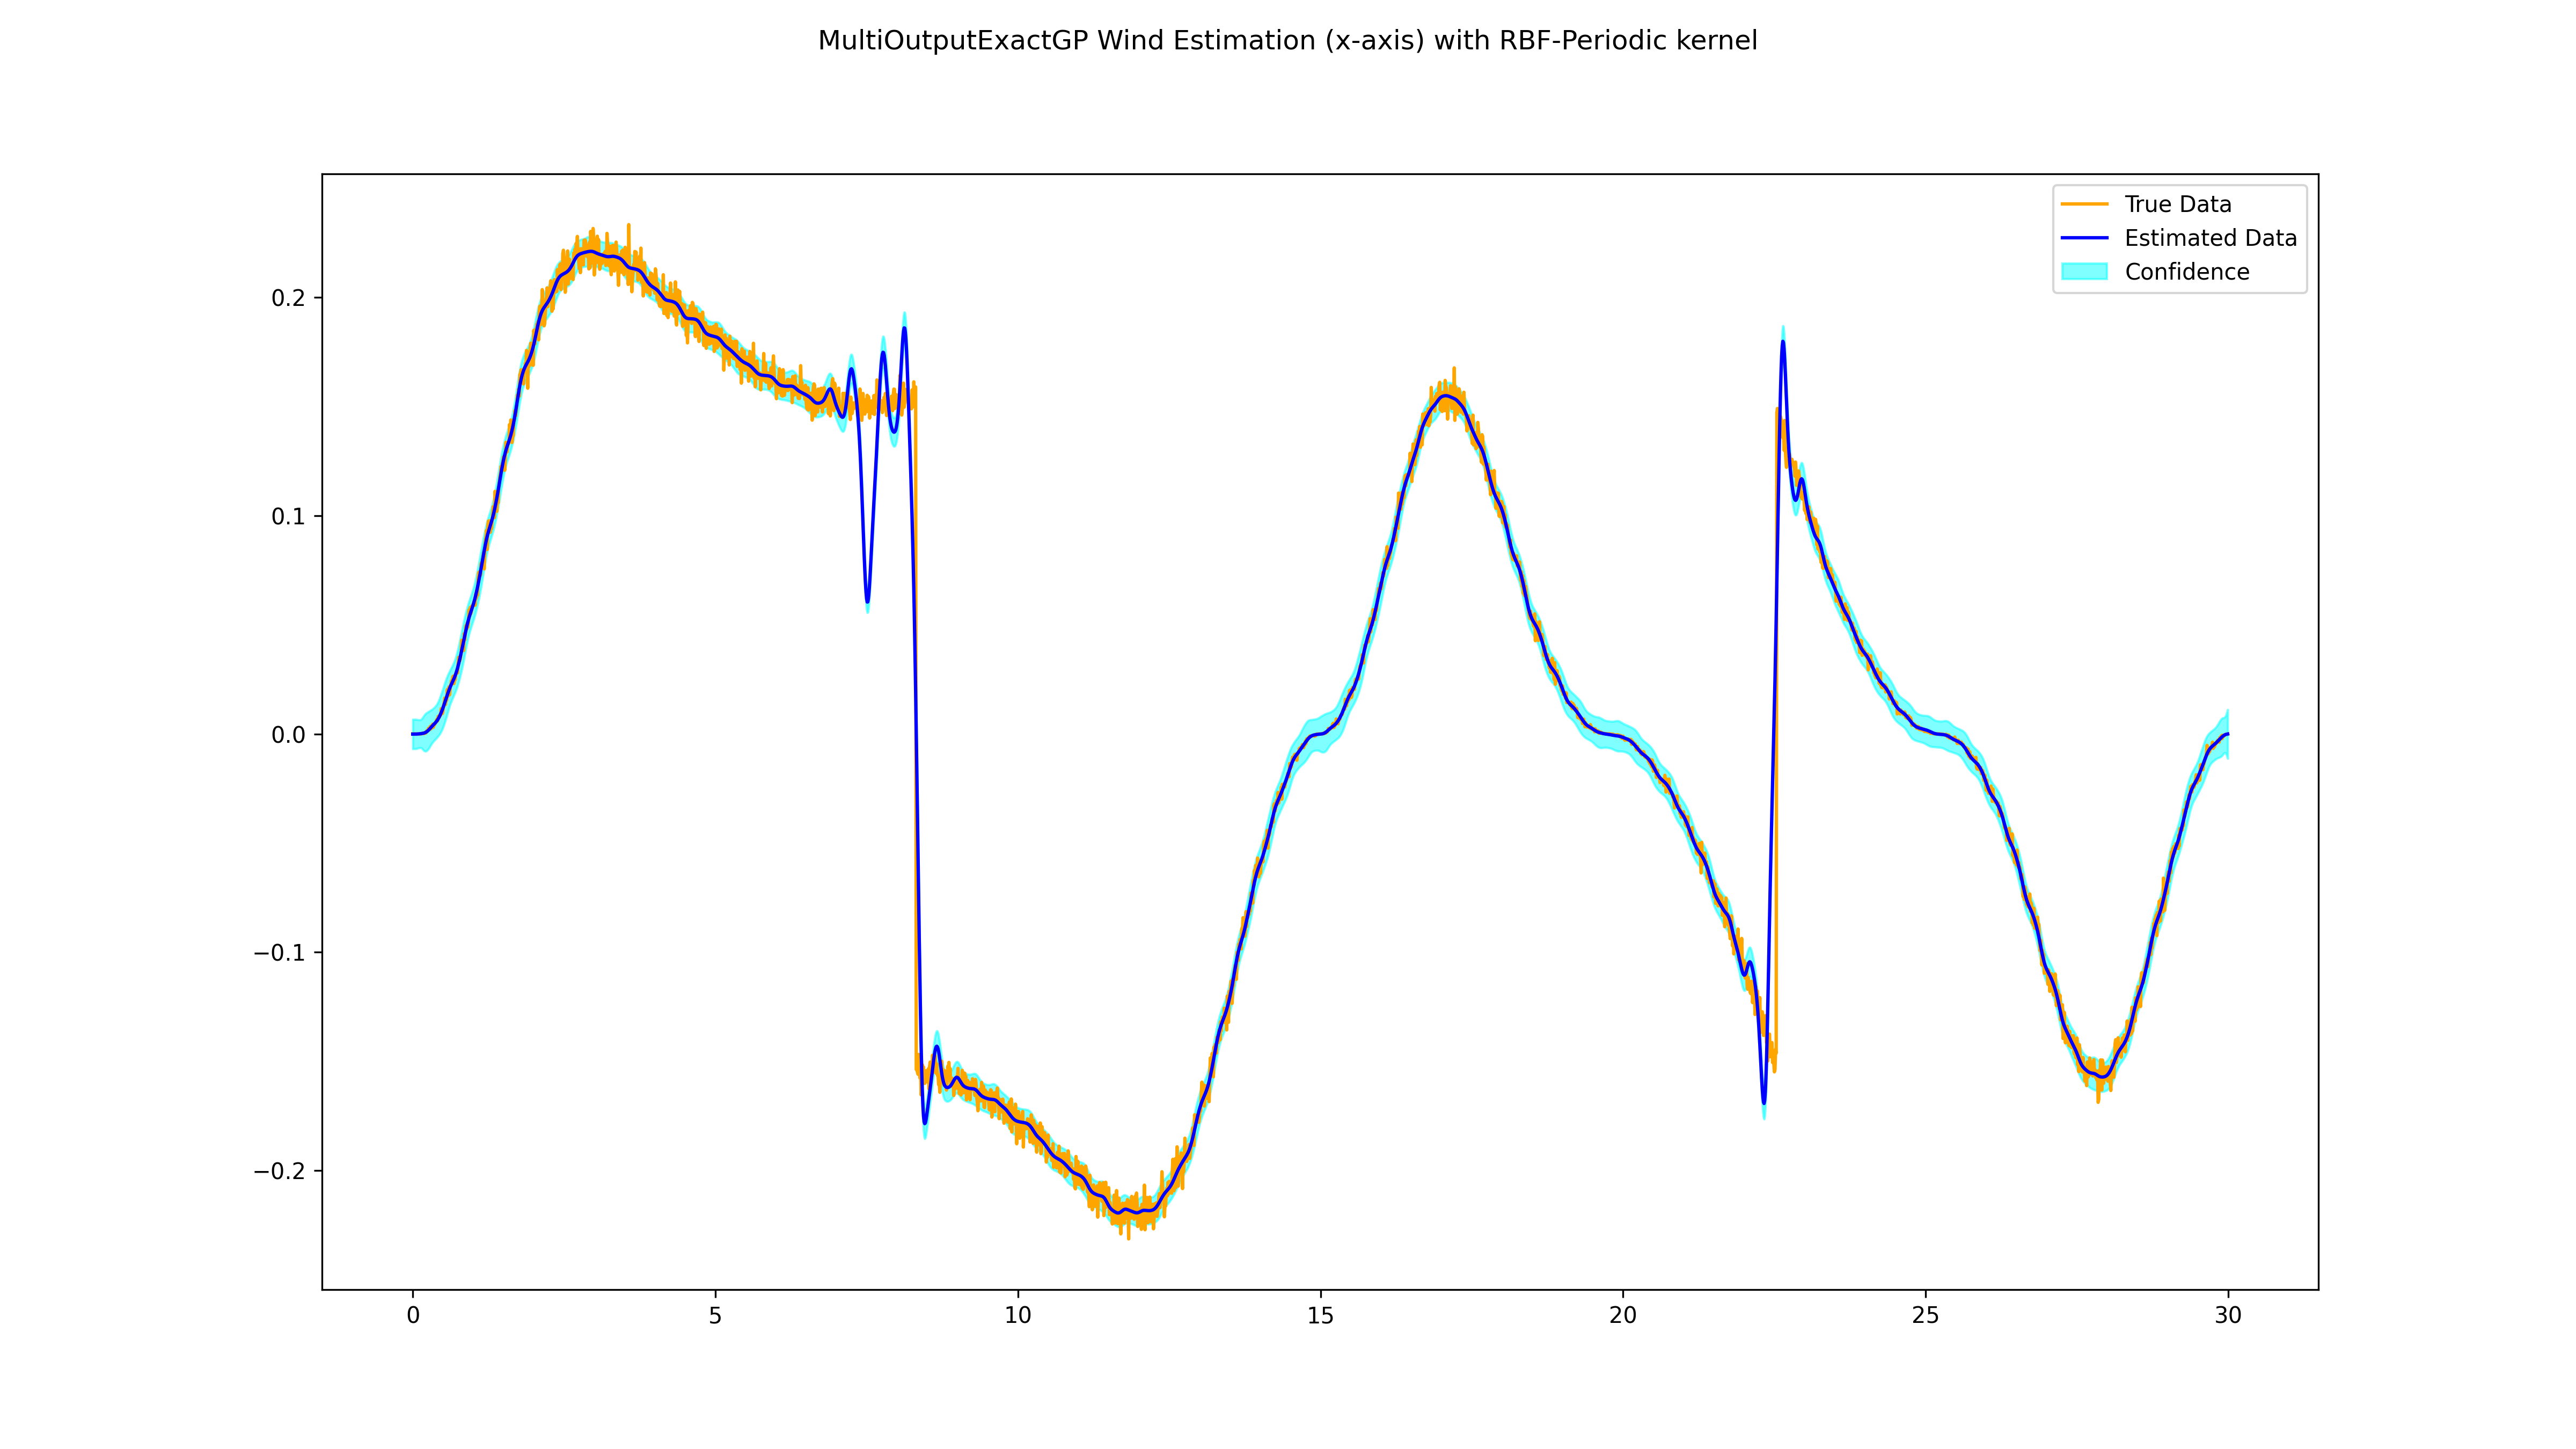 MultiOutputExactGP Wind Estimation (x-axis) with RBF-Periodic kernel
True Data
Estimated Data
Confidence
0.2
0.1
0.0
−0.1
−0.2
0 5 10 15 20 25 30